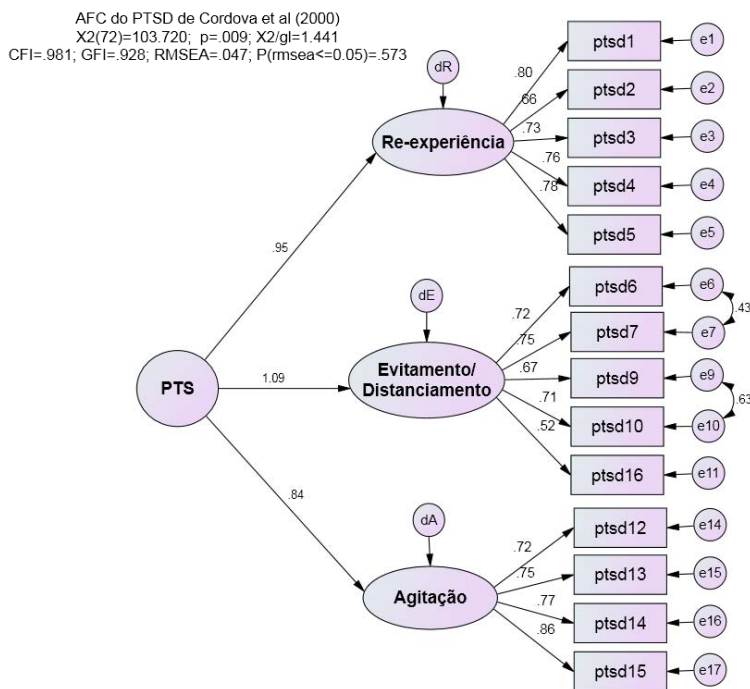 AFC do PTSD de Cordova et al (2000)
X2(72)=103.720; p=.009; X2/gl=1.441
CFI=.981; GFI=.928; RMSEA=.047; P(rmsea<=0.05)=.573
ptsd1
e1
dR
.80
ptsd2
e2
.66
Re-experiência
.73
ptsd3
e3
.76
ptsd4
e4
.78
ptsd5
e5
.95
dE
ptsd6
e6
.43
.72
ptsd7
e7
.75
Evitamento/
Distanciamento
.67
ptsd9
e9
PTS
1.09
.63
.71
ptsd10
e10
.52
ptsd16
e11
.84
dA
ptsd12
e14
.72
ptsd13
e15
.75
Agitação
.77
ptsd14
e16
.86
ptsd15
e17